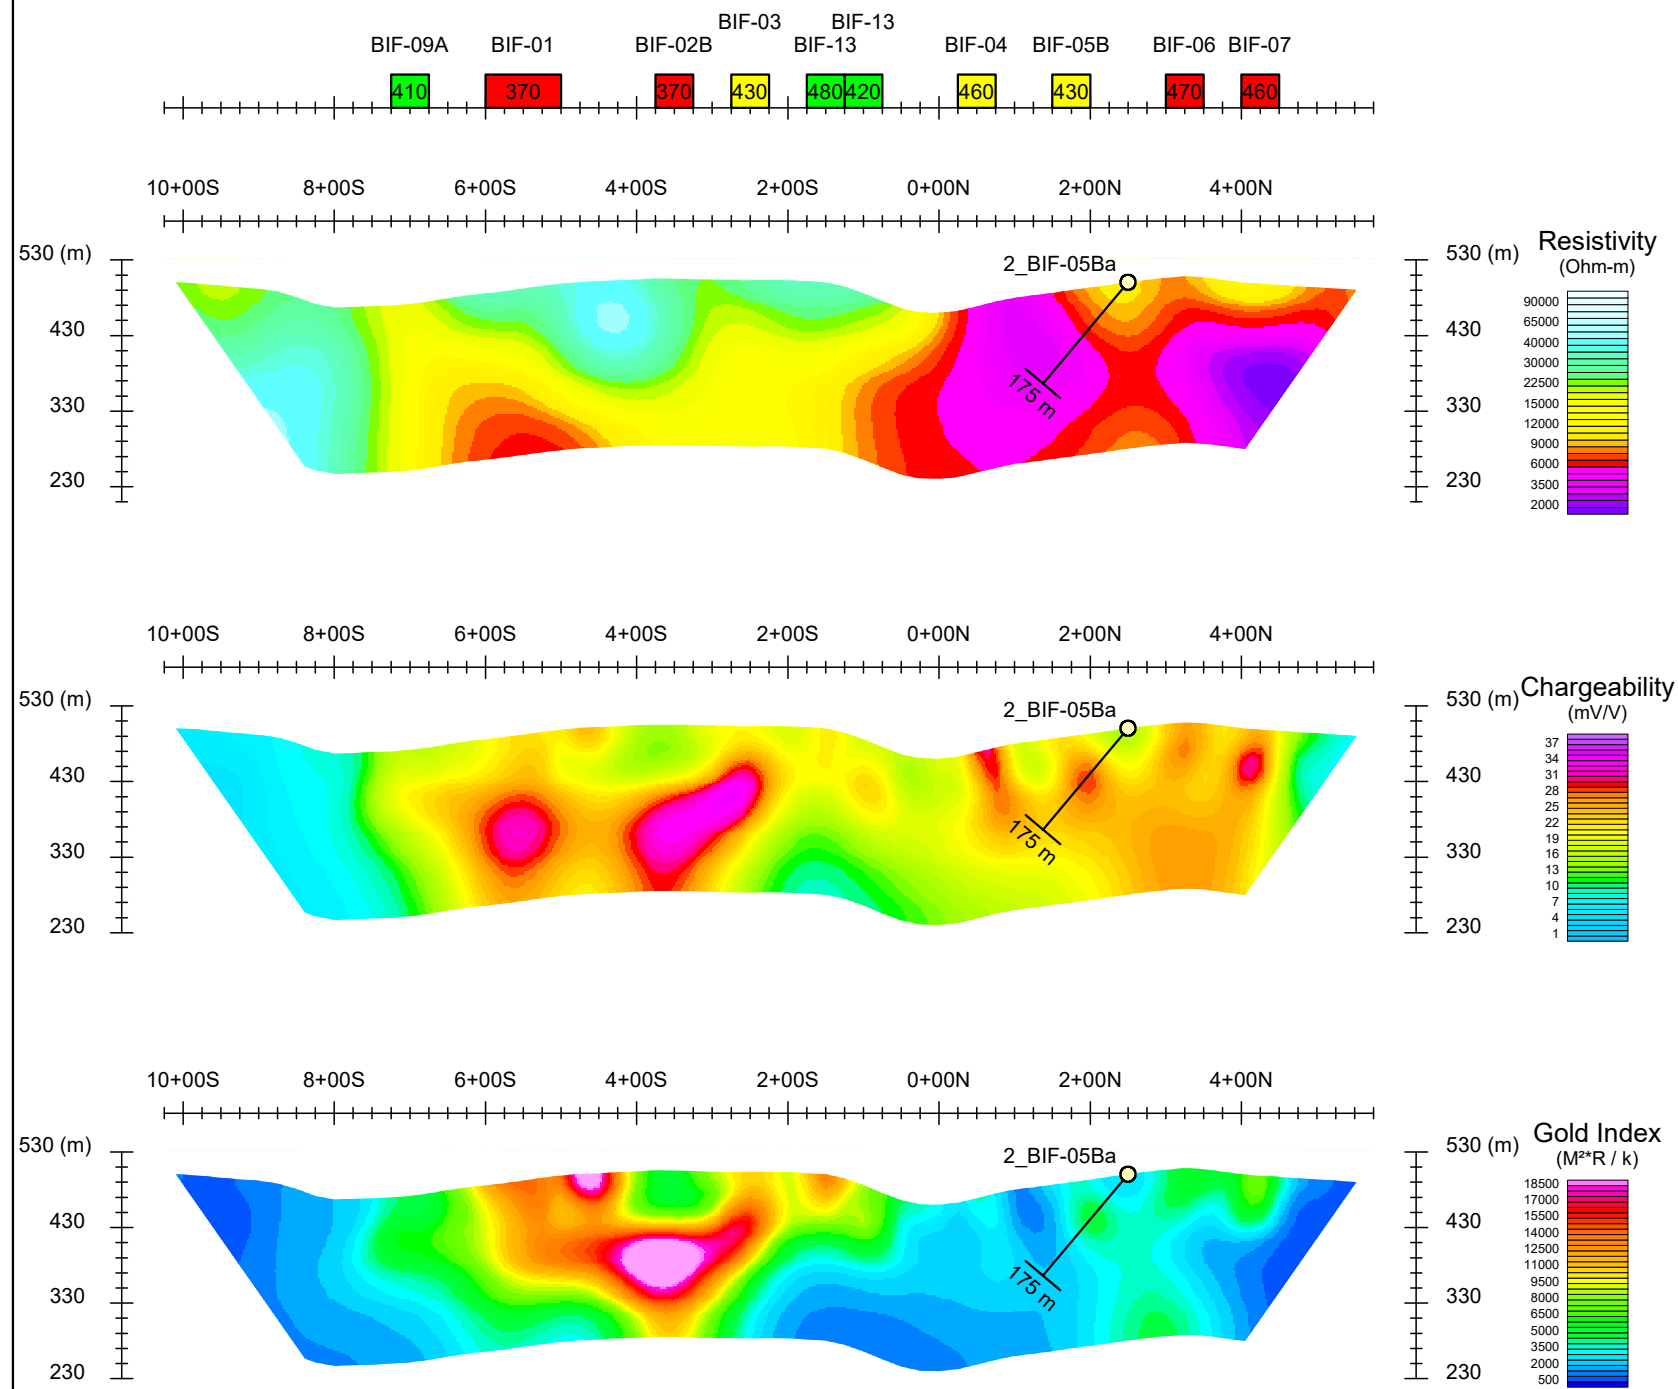 BIF-03 BIF-13
BIF-09A BIF-01 BIF-02B BIF-13 BIF-04 BIF-05B BIF-06 BIF-07
410 370 370 430 480 420 460 430 470 460
10+00S 8+00S 6+00S 4+00S 2+00S 0+00N 2+00N 4+00N
530 (m) 530 (m)
430 430
330 330
230 230
2_BIF-05Ba
175 m
Resistivity
(Ohm-m)
90000
65000
40000
30000
22500
15000
12000
9000
6000
3500
2000
10+00S 8+00S 6+00S 4+00S 2+00S 0+00N 2+00N 4+00N
530 (m) 530 (m)
430 430
330 330
230 230
2_BIF-05Ba
175 m
Chargeability
(mV/V)
37
34
31
28
25
22
19
16
13
10
7
4
1
10+00S 8+00S 6+00S 4+00S 2+00S 0+00N 2+00N 4+00N
530 (m) 530 (m)
430 430
330 330
230 230
2_BIF-05Ba
175 m
Gold Index
(M²*R / k)
18500
17000
15500
14000
12500
11000
9500
8000
6500
5000
3500
2000
500